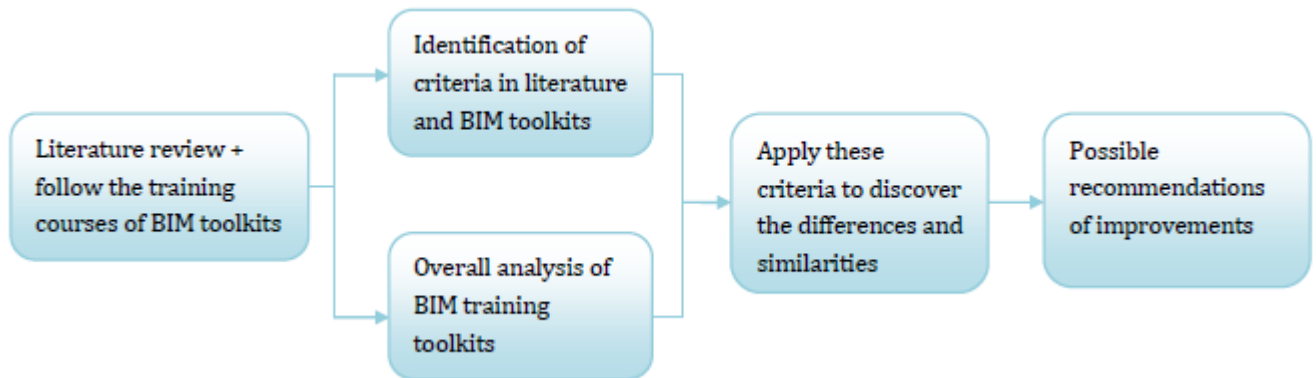 Literature review +
follow the training
courses of BIM toolkits
Identification of
criteria in literature
and BIM toolkits
Overall analysis of
BIM training
toolkits
Apply these
criteria to discover
the differences and
similarities
Possible
recommendations
of improvements